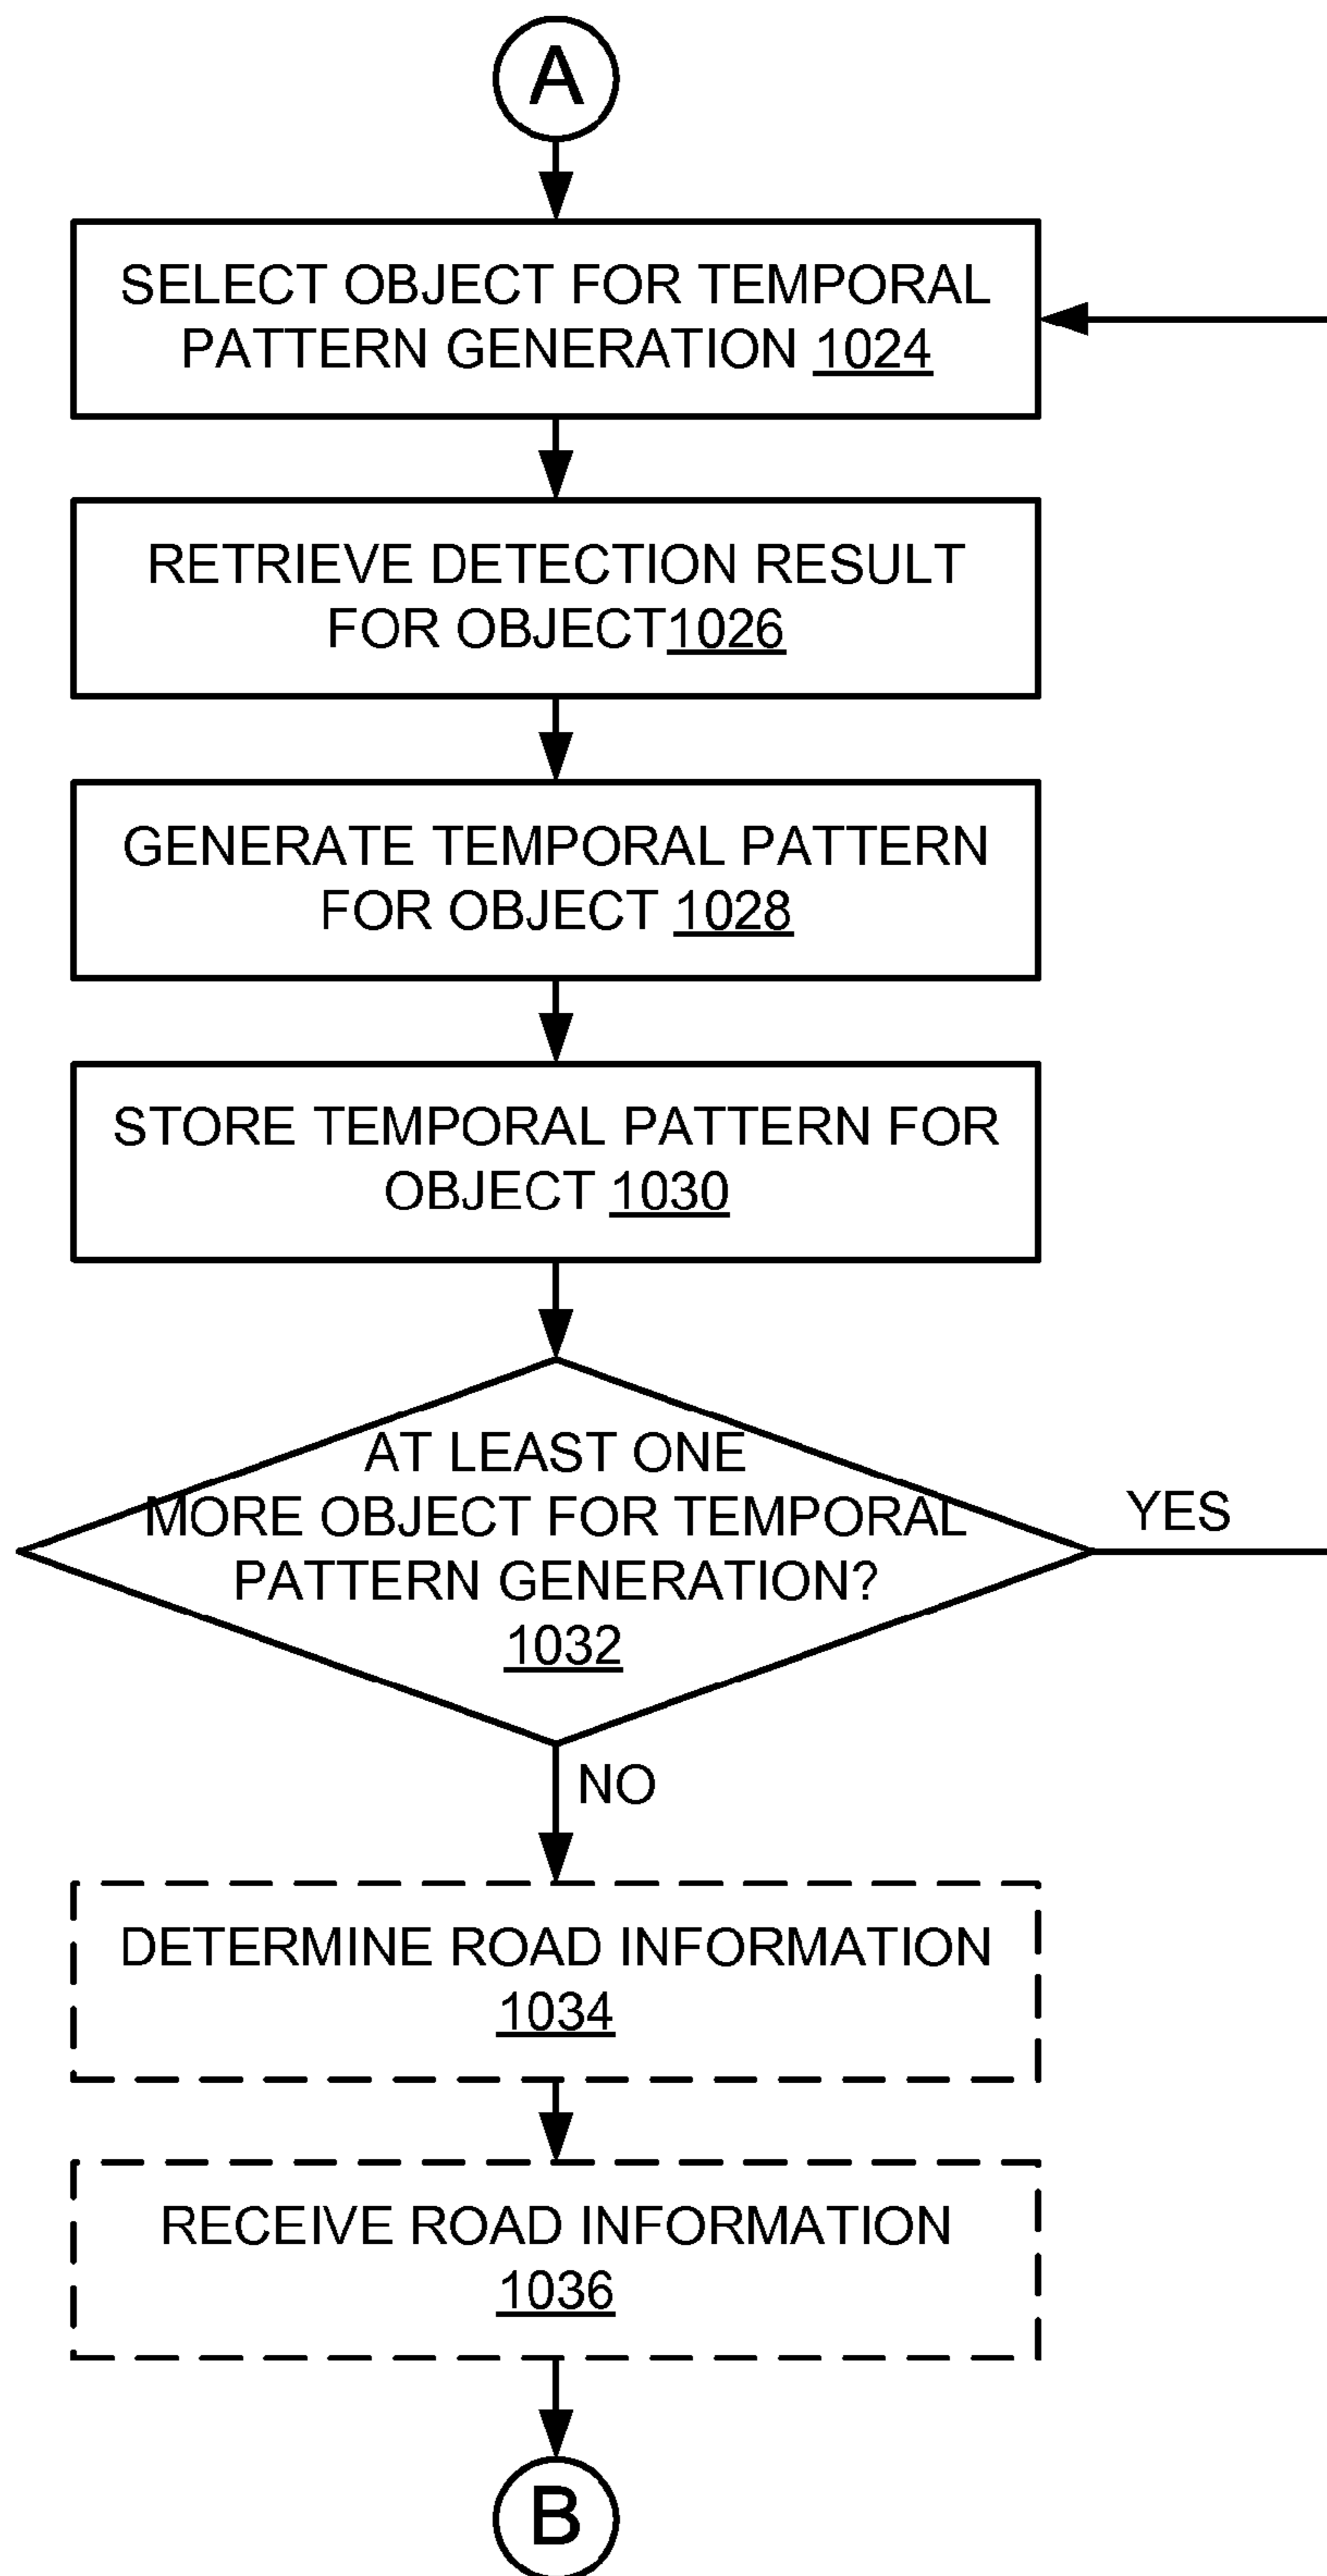 A
SELECT OBJECT FOR TEMPORAL
PATTERN GENERATION 1024
RETRIEVE DETECTION RESULT
FOR OBJECT1026
GENERATE TEMPORAL PATTERN
FOR OBJECT 1028
STORE TEMPORAL PATTERN FOR
OBJECT 1030
AT LEAST ONE
MORE OBJECT FOR TEMPORAL
PATTERN GENERATION?
1032
YES
NO
DETERMINE ROAD INFORMATION
1034
RECEIVE ROAD INFORMATION
1036
B